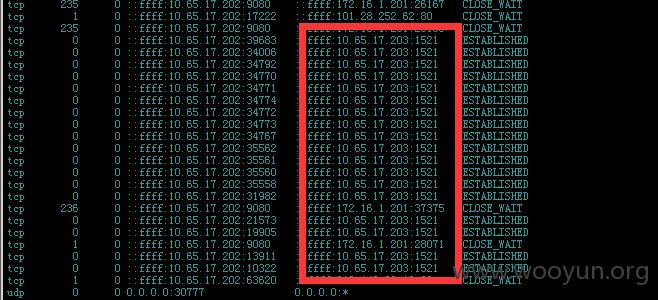 tcp 235 0 ::ffff:10.65.17.202:9080 ::ffff:172.16.1.201:26167 CLOSE_WAIT
tcp 1 0 ::ffff:10.65.17.202:17222 ::ffff:101.28.252.62:80 CLOSE_WAIT
tcp 235 0 ::ffff:10.65.17.202:9080 CLOSE_WAIT
tcp 0 0 ::ffff:10.65.17.202:39683 ::ffff:10.65.17.203:1521 ESTABLISHED
tcp 0 0 ::ffff:10.65.17.202:34006 ::ffff:10.65.17.203:1521 ESTABLISHED
tcp 0 0 ::ffff:10.65.17.202:34792 ::ffff:10.65.17.203:1521 ESTABLISHED
tcp 0 0 ::ffff:10.65.17.202:34770 ::ffff:10.65.17.203:1521 ESTABLISHED
tcp 0 0 ::ffff:10.65.17.202:34771 ::ffff:10.65.17.203:1521 ESTABLISHED
tcp 0 0 ::ffff:10.65.17.202:34774 ::ffff:10.65.17.203:1521 ESTABLISHED
tcp 0 0 ::ffff:10.65.17.202:34772 ::ffff:10.65.17.203:1521 ESTABLISHED
tcp 0 0 ::ffff:10.65.17.202:34773 ::ffff:10.65.17.203:1521 ESTABLISHED
tcp 0 0 ::ffff:10.65.17.202:34767 ::ffff:10.65.17.203:1521 ESTABLISHED
tcp 0 0 ::ffff:10.65.17.202:35562 ::ffff:10.65.17.203:1521 ESTABLISHED
tcp 0 0 ::ffff:10.65.17.202:35561 ::ffff:10.65.17.203:1521 ESTABLISHED
tcp 0 0 ::ffff:10.65.17.202:35560 ::ffff:10.65.17.203:1521 ESTABLISHED
tcp 0 0 ::ffff:10.65.17.202:35558 ::ffff:10.65.17.203:1521 ESTABLISHED
tcp 0 0 ::ffff:10.65.17.202:31982 ::ffff:10.65.17.203:1521 ESTABLISHED
tcp 236 0 ::ffff:10.65.17.202:9080 ::ffff:172.16.1.201:37375 CLOSE_WAIT
tcp 0 0 ::ffff:10.65.17.202:21573 ::ffff:10.65.17.203:1521 ESTABLISHED
tcp 0 0 ::ffff:10.65.17.202:19905 ::ffff:10.65.17.203:1521 ESTABLISHED
tcp 1 0 ::ffff:10.65.17.202:9080 ::ffff:172.16.1.201:28071 CLOSE_WAIT
tcp 0 0 ::ffff:10.65.17.202:13911 ::ffff:10.65.17.203:1521 ESTABLISHED
tcp 0 0 ::ffff:10.65.17.202:10322 ::ffff:10.65.17.203:1521 ESTABLISHED
tcp 1 0 ::ffff:10.65.17.202:63620 CLOSE_WAIT
udp 0 0 0.0.0.0:30777 0.0.0.0:*
www.wooyun.org